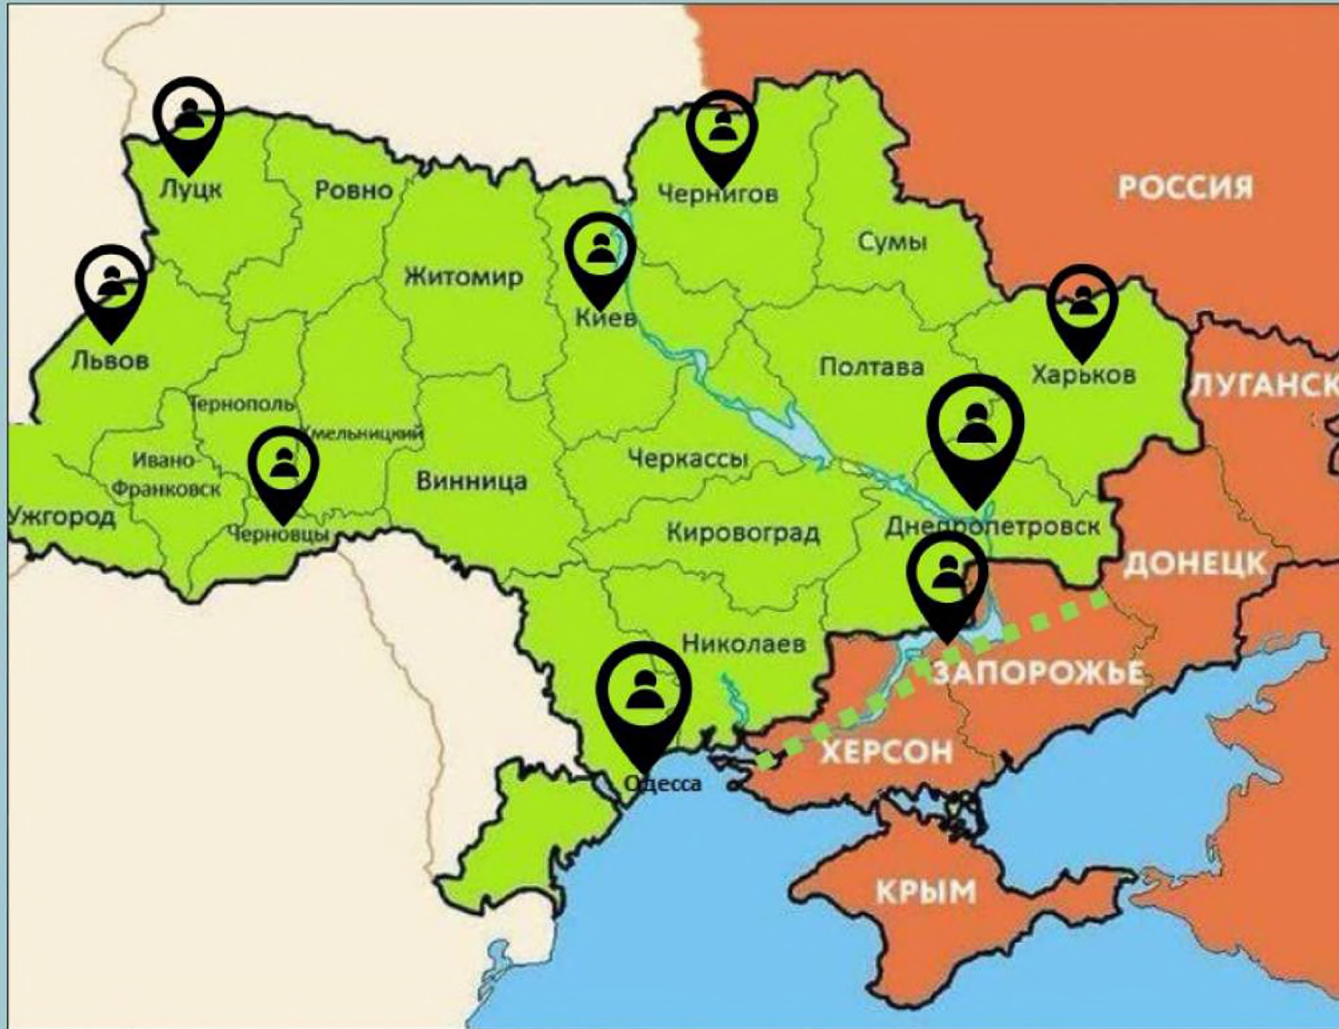 Луцк
Ровно
Чернигов
РОССИЯ
Сумы
Житомир
Киев
Львов
Полтава
Харьков
ЛУГАНСК
Тернополь
Хмельницкий
Черкассы
Ивано-
Франковск
Винница
Ужгород
Черновцы
Кировоград
Днепропетровск
ДОНЕЦК
Николаев
ЗАПОРОЖЬЕ
ХЕРСОН
Одесса
КРЫМ